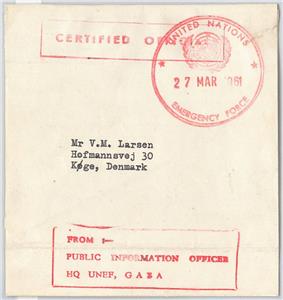 CERTIFIED OFFICIAL
UNITED NATIONS
27 MAR 1961
EMERGENCY FORCE
Mr V.M. Larsen
Hofmannsvej 30
Køge, Denmark
FROM :-
PUBLIC INFORMATION OFFICER
HQ UNEF, GAZA